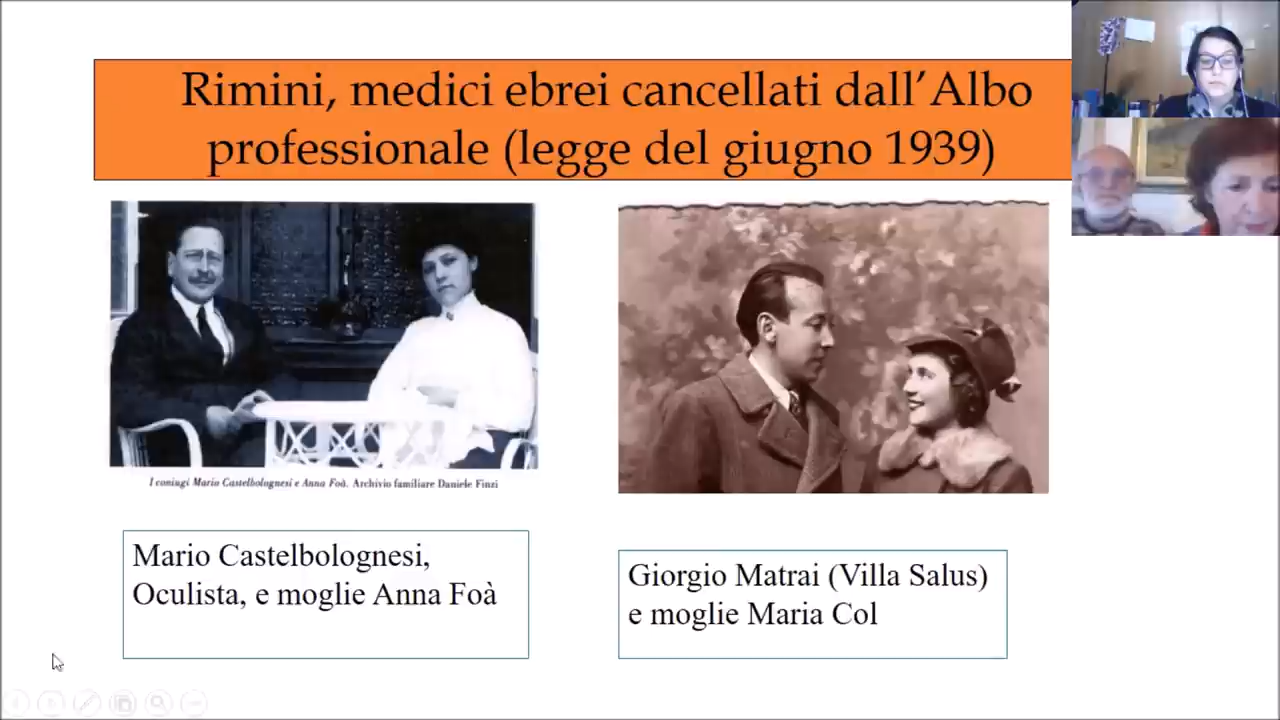 Rimini, medici ebrei cancellati dall’Albo
professionale (legge del giugno 1939)
I coniugi Mario Castelbolognesi e Anna Foà. Archivio familiare Daniele Finzi
Mario Castelbolognesi,
Oculista, e moglie Anna Foà
Giorgio Matrai (Villa Salus)
e moglie Maria Col